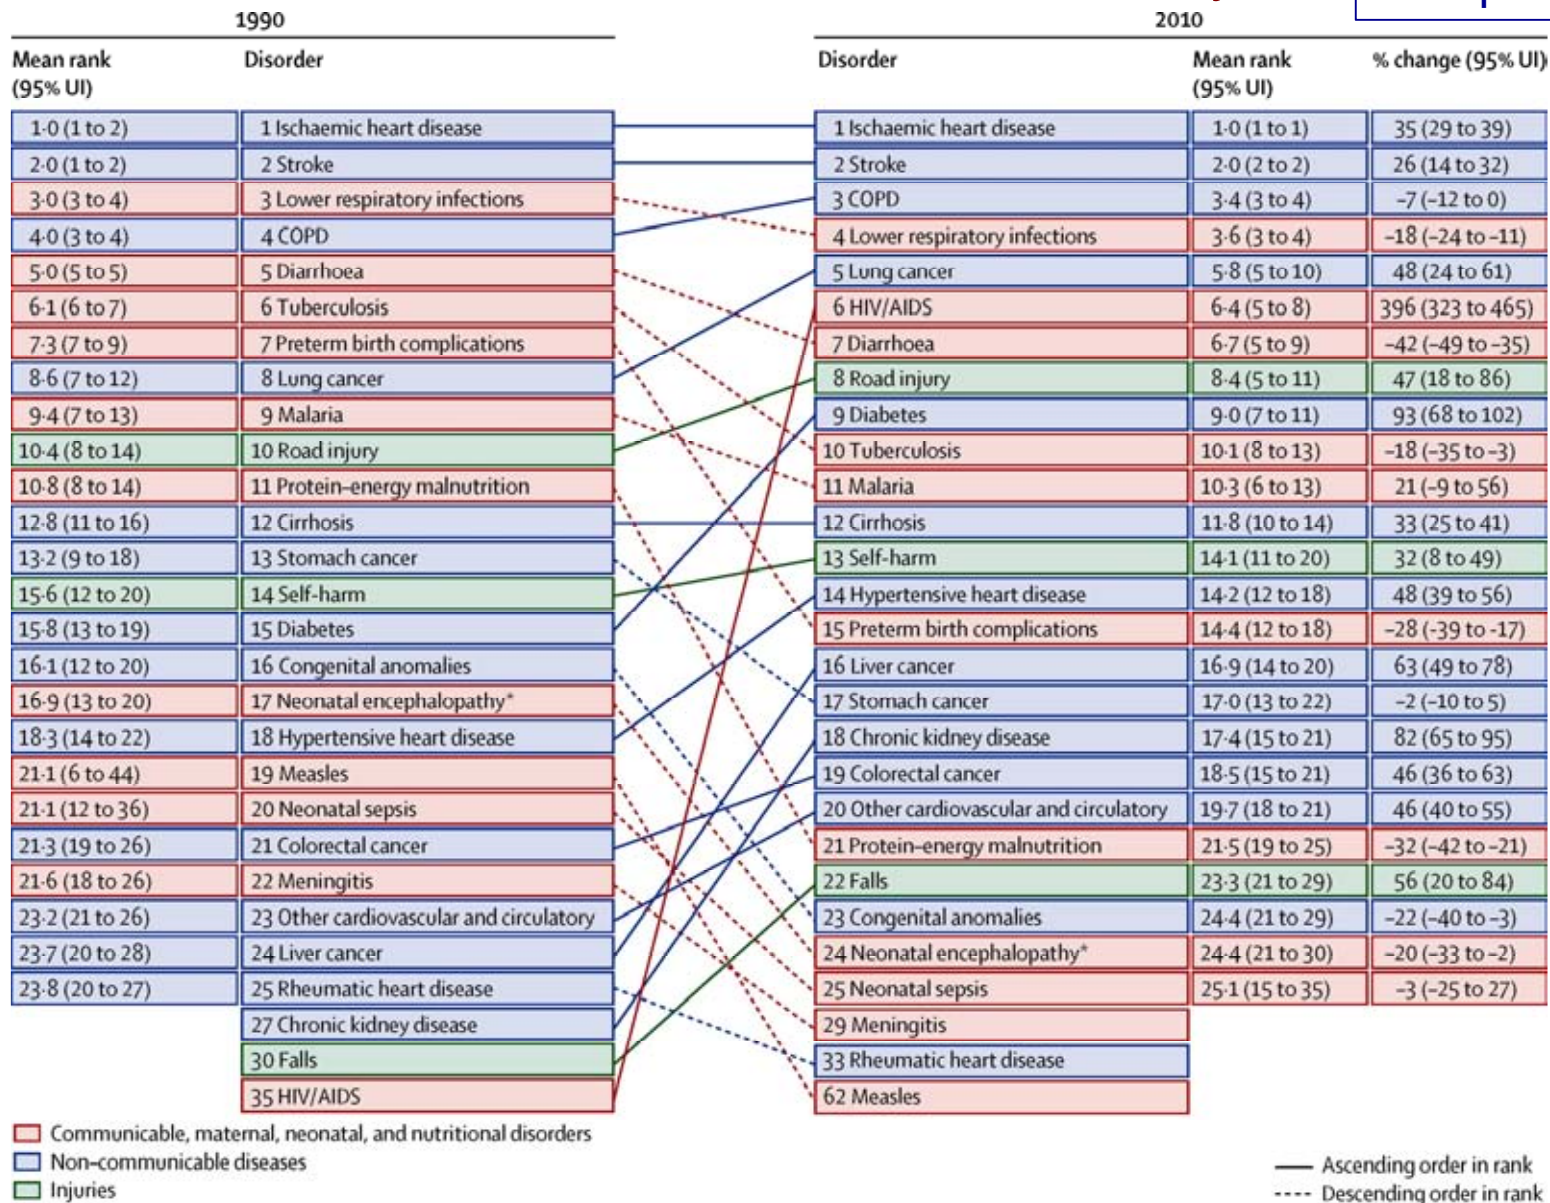 1990
2010
Mean rank (95% UI) Disorder
Disorder Mean rank (95% UI) % change (95% UI)
1·0 (1 to 2) 1 Ischaemic heart disease 1 Ischaemic heart disease 1·0 (1 to 1) 35 (29 to 39)
2·0 (1 to 2) 2 Stroke 2 Stroke 2·0 (2 to 2) 26 (14 to 32)
3·0 (3 to 4) 3 Lower respiratory infections 3 COPD 3·4 (3 to 4) –7 (–12 to 0)
4·0 (3 to 4) 4 COPD 4 Lower respiratory infections 3·6 (3 to 4) –18 (–24 to –11)
5·0 (5 to 5) 5 Diarrhoea 5 Lung cancer 5·8 (5 to 10) 48 (24 to 61)
6·1 (6 to 7) 6 Tuberculosis 6 HIV/AIDS 6·4 (5 to 8) 396 (323 to 465)
7·3 (7 to 9) 7 Preterm birth complications 7 Diarrhoea 6·7 (5 to 9) –42 (–49 to –35)
8·6 (7 to 12) 8 Lung cancer 8 Road injury 8·4 (5 to 11) 47 (18 to 86)
9·4 (7 to 13) 9 Malaria 9 Diabetes 9·0 (7 to 11) 93 (68 to 102)
10·4 (8 to 14) 10 Road injury 10 Tuberculosis 10·1 (8 to 13) –18 (–35 to –3)
10·8 (8 to 14) 11 Protein–energy malnutrition 11 Malaria 10·3 (6 to 13) 21 (–9 to 56)
12·8 (11 to 16) 12 Cirrhosis 12 Cirrhosis 11·8 (10 to 14) 33 (25 to 41)
13·2 (9 to 18) 13 Stomach cancer 13 Self-harm 14·1 (11 to 20) 32 (8 to 49)
15·6 (12 to 20) 14 Self-harm 14 Hypertensive heart disease 14·2 (12 to 18) 48 (39 to 56)
15·8 (13 to 19) 15 Diabetes 15 Preterm birth complications 14·4 (12 to 18) –28 (–39 to -17)
16·1 (12 to 20) 16 Congenital anomalies 16 Liver cancer 16·9 (14 to 20) 63 (49 to 78)
16·9 (13 to 20) 17 Neonatal encephalopathy* 17 Stomach cancer 17·0 (13 to 22) –2 (–10 to 5)
18·3 (14 to 22) 18 Hypertensive heart disease 18 Chronic kidney disease 17·4 (15 to 21) 82 (65 to 95)
21·1 (6 to 44) 19 Measles 19 Colorectal cancer 18·5 (15 to 21) 46 (36 to 63)
21·1 (12 to 36) 20 Neonatal sepsis 20 Other cardiovascular and circulatory 19·7 (18 to 21) 46 (40 to 55)
21·3 (19 to 26) 21 Colorectal cancer 21 Protein–energy malnutrition 21·5 (19 to 25) –32 (–42 to –21)
21·6 (18 to 26) 22 Meningitis 22 Falls 23·3 (21 to 29) 56 (20 to 84)
23·2 (21 to 26) 23 Other cardiovascular and circulatory 23 Congenital anomalies 24·4 (21 to 29) –22 (–40 to –3)
23·7 (20 to 28) 24 Liver cancer 24 Neonatal encephalopathy* 24·4 (21 to 30) –20 (–33 to –2)
23·8 (20 to 27) 25 Rheumatic heart disease 25 Neonatal sepsis 25·1 (15 to 35) –3 (–25 to 27)
27 Chronic kidney disease 29 Meningitis
30 Falls 33 Rheumatic heart disease
35 HIV/AIDS 62 Measles
Communicable, maternal, neonatal, and nutritional disorders
Non–communicable diseases
Injuries
Ascending order in rank
Descending order in rank